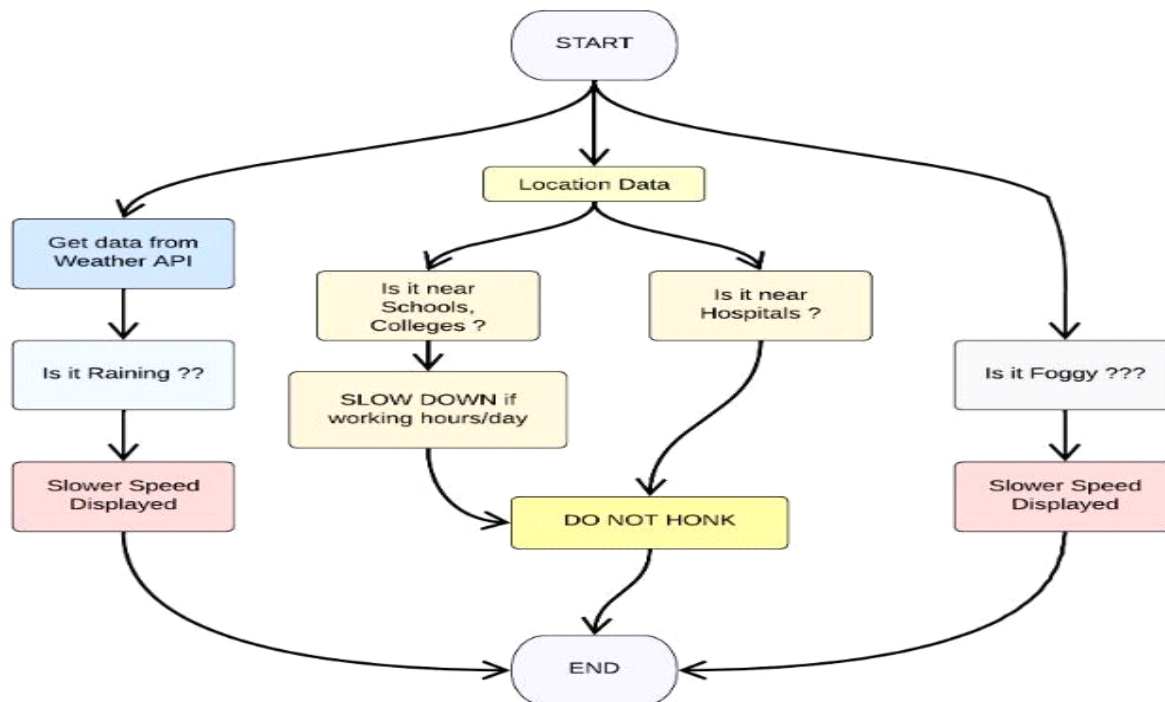 START
Location Data
Get data from
Weather API
Is it near
Schools,
Colleges ?
Is it near
Hospitals ?
Is it Raining ??
SLOW DOWN if
working hours/day
Is it Foggy ???
Slower Speed
Displayed
DO NOT HONK
Slower Speed
Displayed
END